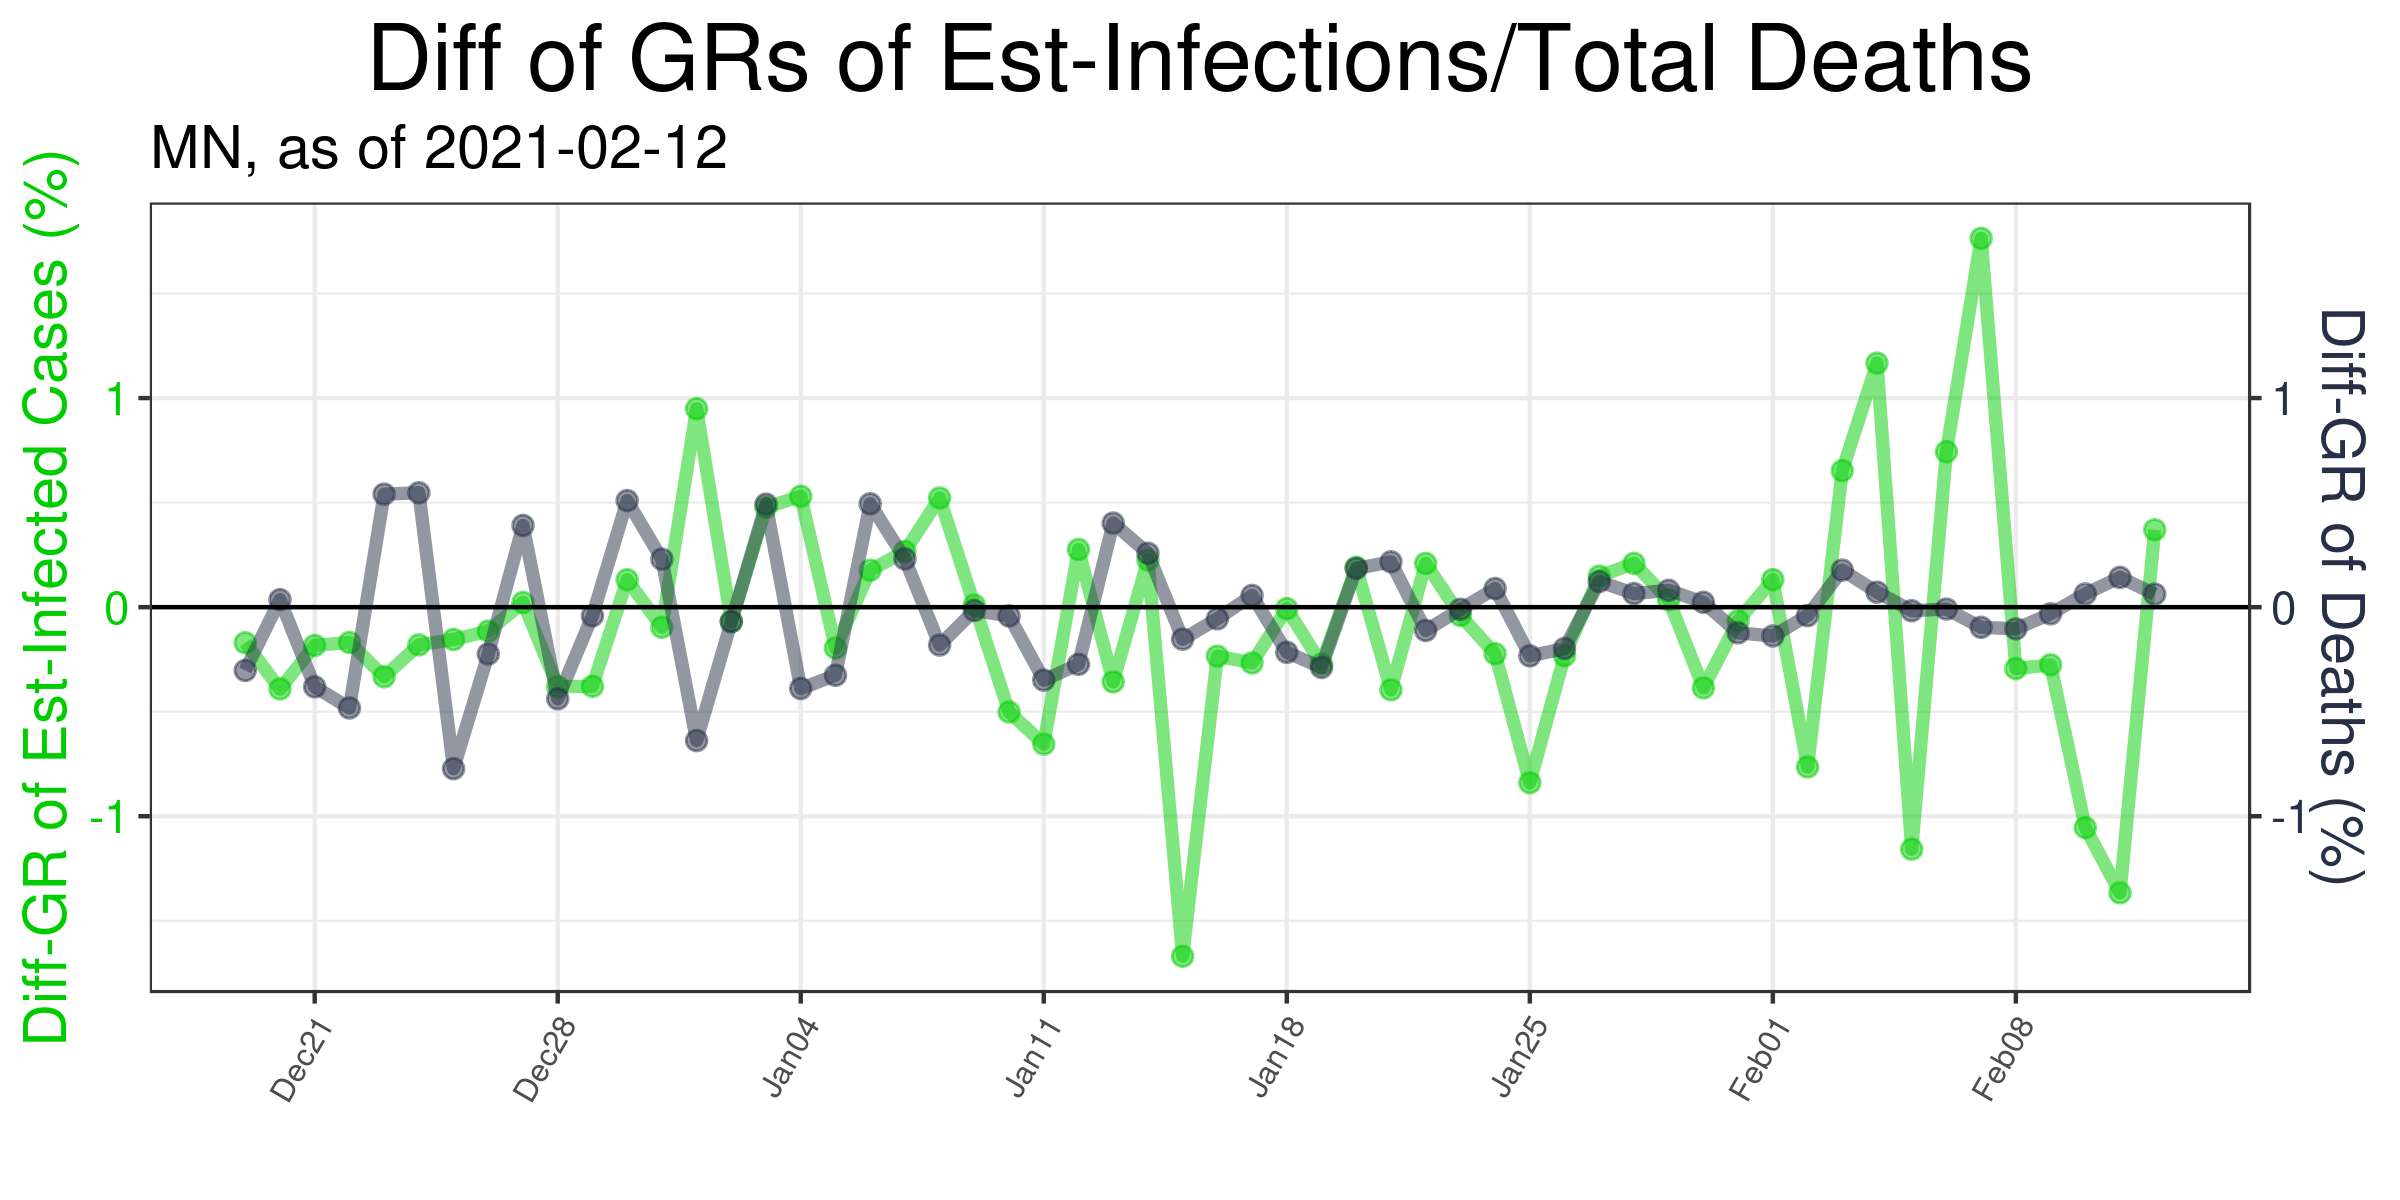 Diff of GRs of Est-Infections/Total Deaths
MN, as of 2021-02-12
Diff-GR of Est-Infected Cases (%)
1
0
-1
1
0
-1
Diff-GR of Deaths (%)
Dec21
Dec28
Jan04
Jan11
Jan18
Jan25
Feb01
Feb08